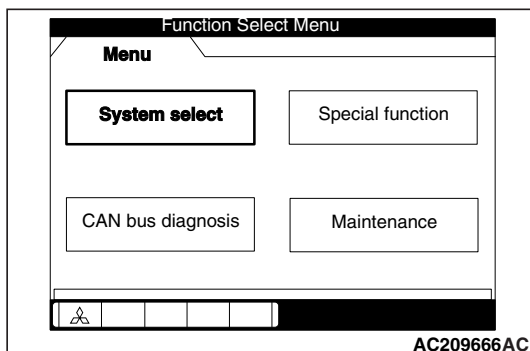 Function Select Menu
Menu
System select
Special function
CAN bus diagnosis
Maintenance
AC209666AC